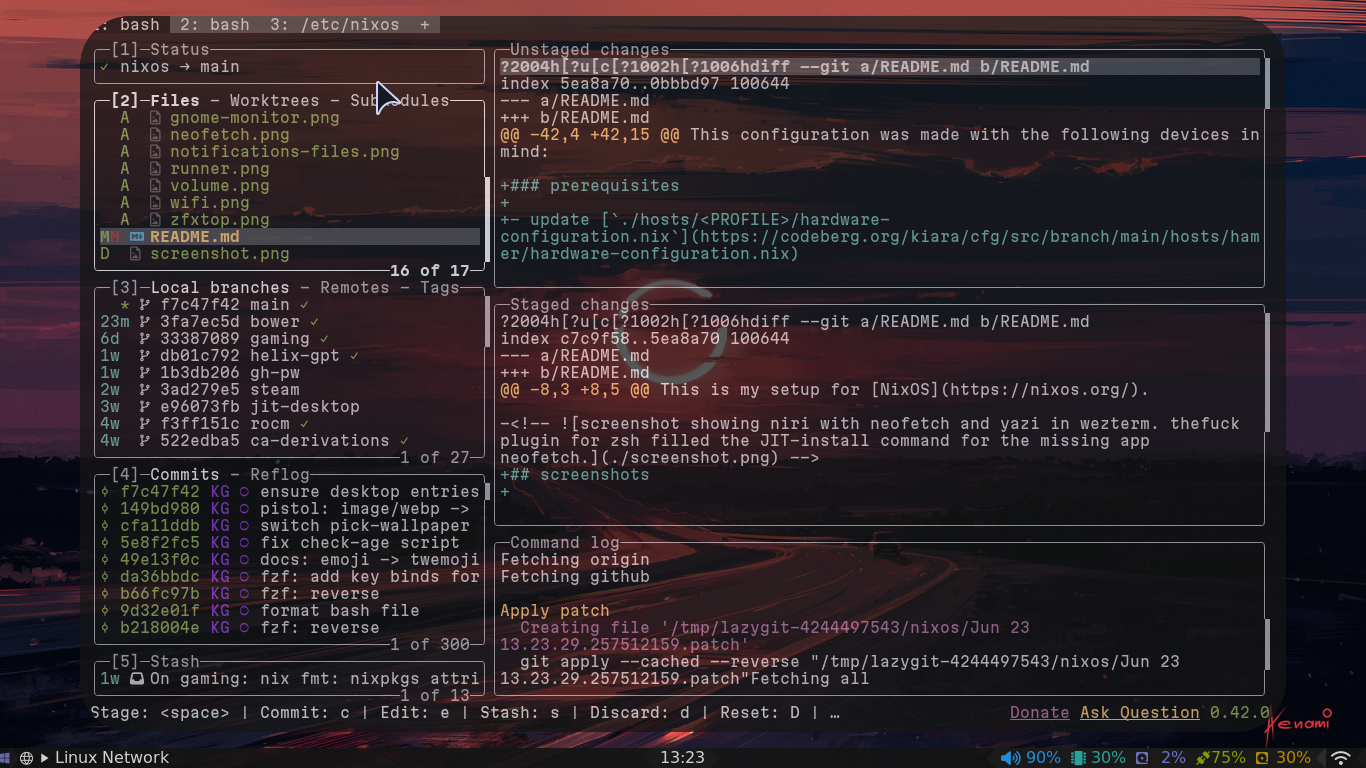 : bash  2: bash  3: /etc/nixos  +
[1]─Status
✓ nixos → main
[2]─Files – Worktrees – Submodules
A gnome-monitor.png
A neofetch.png
A notifications-files.png
A runner.png
A volume.png
A wifi.png
A zfxtop.png
MM README.md
D screenshot.png
16 of 17
[3]─Local branches – Remotes – Tags
* f7c47f42 main ✓
23m 3fa7ec5d bower ✓
6d 33387089 gaming ✓
1w db01c792 helix-gpt ✓
1w 1b3db206 gh-pw
2w 3ad279e5 steam
3w e96073fb jit-desktop
4w f3ff151c rocm ✓
4w 522edba5 ca-derivations ✓
1 of 27
[4]─Commits – Reflog
f7c47f42 KG ○ ensure desktop entries
149bd980 KG ○ pistol: image/webp ->
cfa11ddb KG ○ switch pick-wallpaper
5e8f2fc5 KG ○ fix check-age script
49e13f0c KG ○ docs: emoji -> twemoji
da36bbdc KG ○ fzf: add key binds for
b66fc97b KG ○ fzf: reverse
9d32e01f KG ○ format bash file
b218004e KG ○ fzf: reverse
1 of 300
[5]─Stash
1w On gaming: nix fmt: nixpkgs attri
1 of 13
Unstaged changes
?2004h[?u[c[?1002h[?1006hdiff --git a/README.md b/README.md
index 5ea8a70..0bbbd97 100644
--- a/README.md
+++ b/README.md
@@ -42,4 +42,15 @@ This configuration was made with the following devices in
mind:
+### prerequisites
+
+- update [`./hosts/<PROFILE>/hardware-
configuration.nix`](https://codeberg.org/kiara/cfg/src/branch/main/hosts/ham
er/hardware-configuration.nix)
Staged changes
?2004h[?u[c[?1002h[?1006hdiff --git a/README.md b/README.md
index c7c9f58..5ea8a70 100644
--- a/README.md
+++ b/README.md
@@ -8,3 +8,5 @@ This is my setup for [NixOS](https://nixos.org/).
-<!-- ![screenshot showing niri with neofetch and yazi in wezterm. thefuck
plugin for zsh filled the JIT-install command for the missing app
neofetch.](./screenshot.png) -->
+## screenshots
+
Command log
Fetching origin
Fetching github
Apply patch
Creating file '/tmp/lazygit-4244497543/nixos/Jun 23
13.23.29.257512159.patch'
git apply --cached --reverse "/tmp/lazygit-4244497543/nixos/Jun 23
13.23.29.257512159.patch"Fetching all
Stage: <space> | Commit: c | Edit: e | Stash: s | Discard: d | Reset: D | …
Donate Ask Question 0.42.0
Henami
Linux Network
13:23
90% 30% 2% 75% 30%